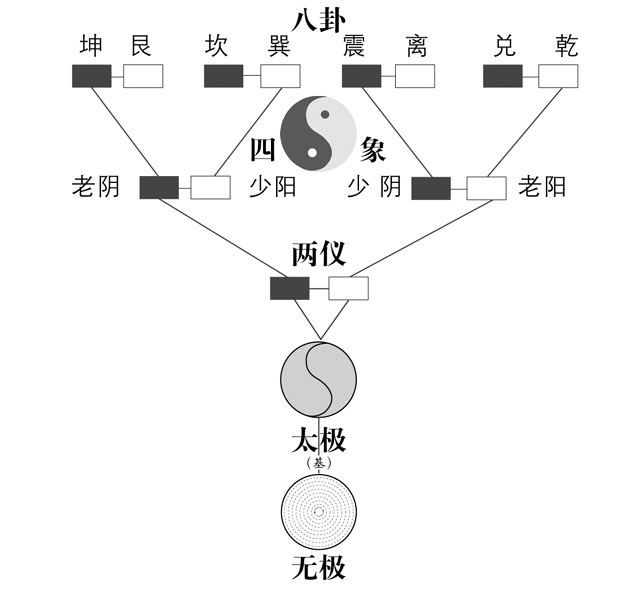 八卦
坤 艮 坎 巽 震 离 兑 乾
四 象
老阴 少阳 少阴 老阳
两仪
太极
（基）
无极